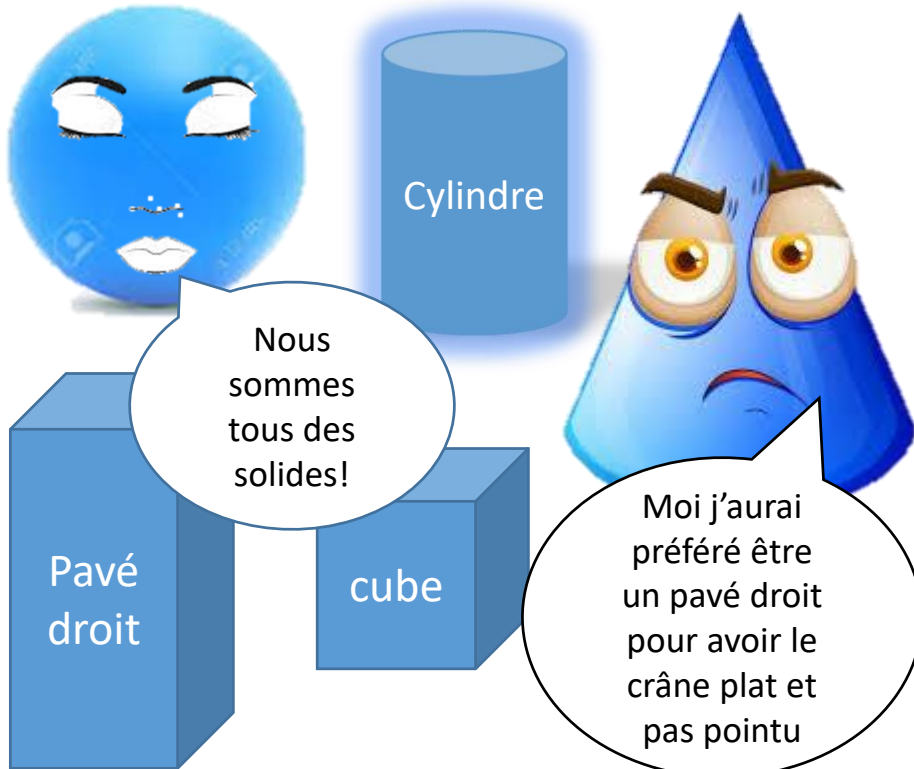 Cylindre
Nous
sommes
tous des
solides!
Pavé
droit
cube
Moi j’aurai
préféré être
un pavé droit
pour avoir le
crâne plat et
pas pointu